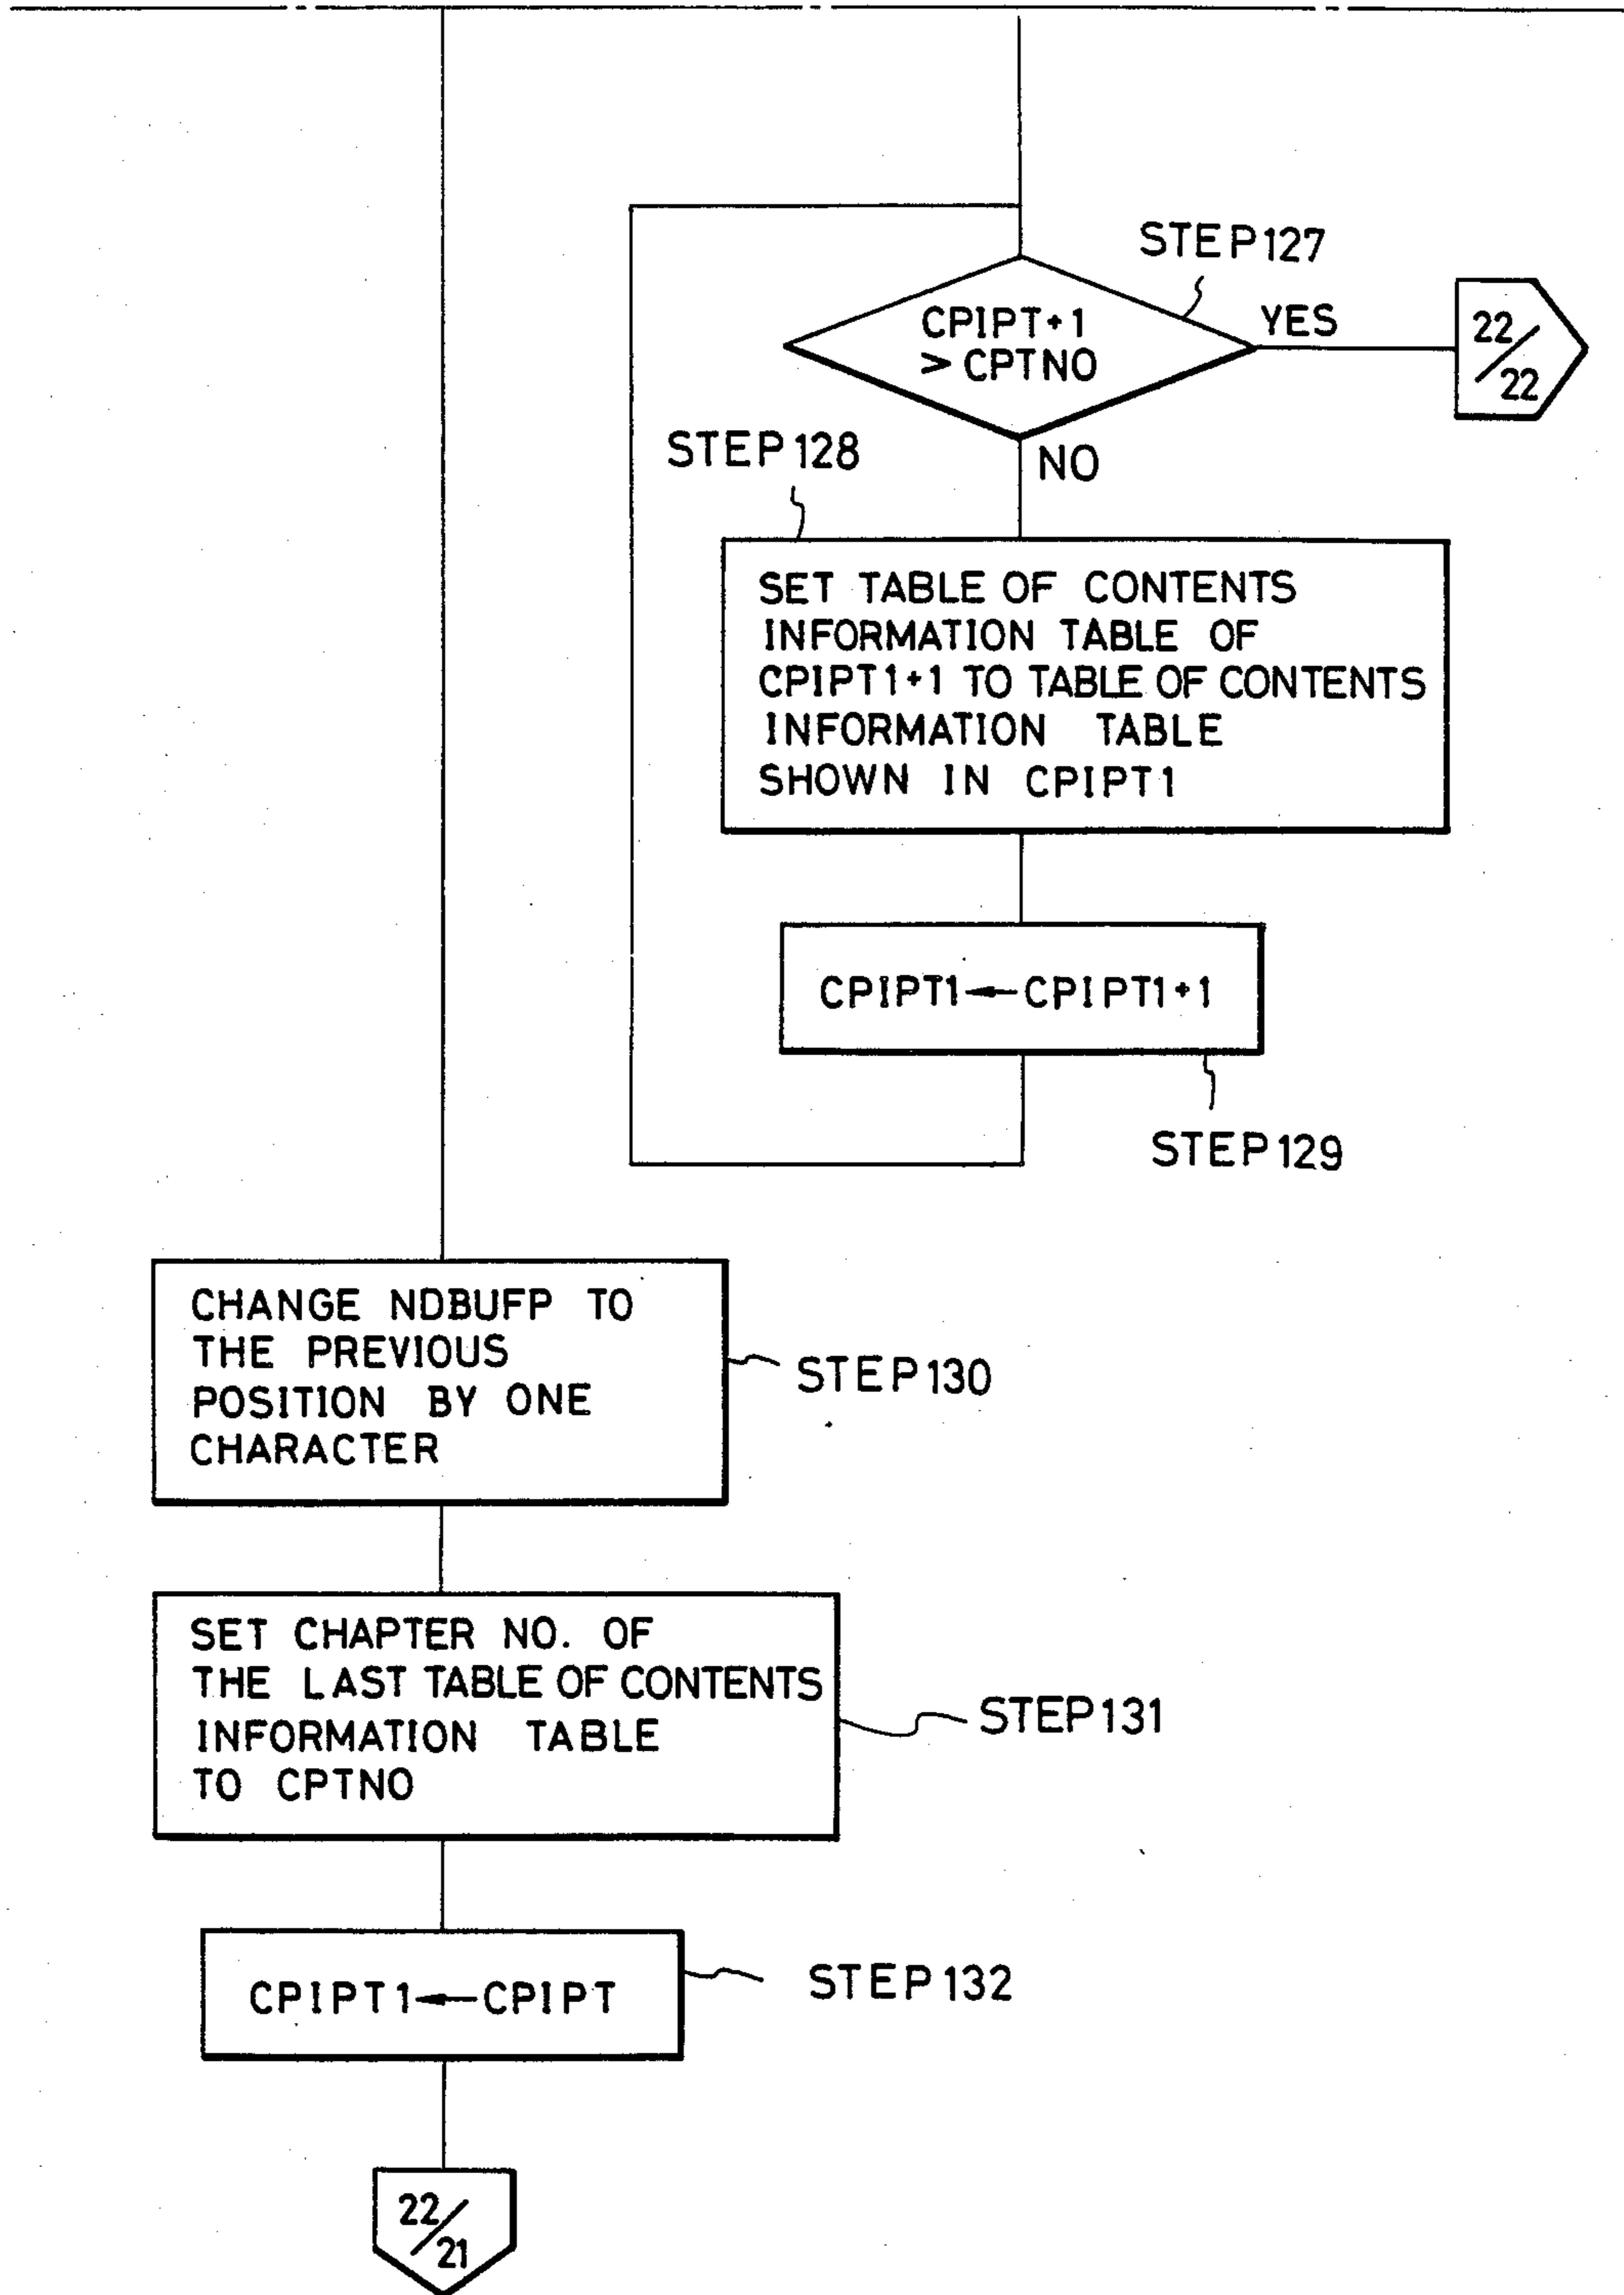 STEP127
CPIPT+1
> CPTNO
YES
22/22
NO
STEP128
SET TABLE OF CONTENTS
INFORMATION TABLE OF
CPIPT1+1 TO TABLE OF CONTENTS
INFORMATION TABLE
SHOWN IN CPIPT1
CPIPT1←CPIPT1+1
STEP129
CHANGE NDBUFP TO
THE PREVIOUS
POSITION BY ONE
CHARACTER
STEP130
SET CHAPTER NO. OF
THE LAST TABLE OF CONTENTS
INFORMATION TABLE
TO CPTNO
STEP131
CPIPT1←CPIPT
STEP132
22/21